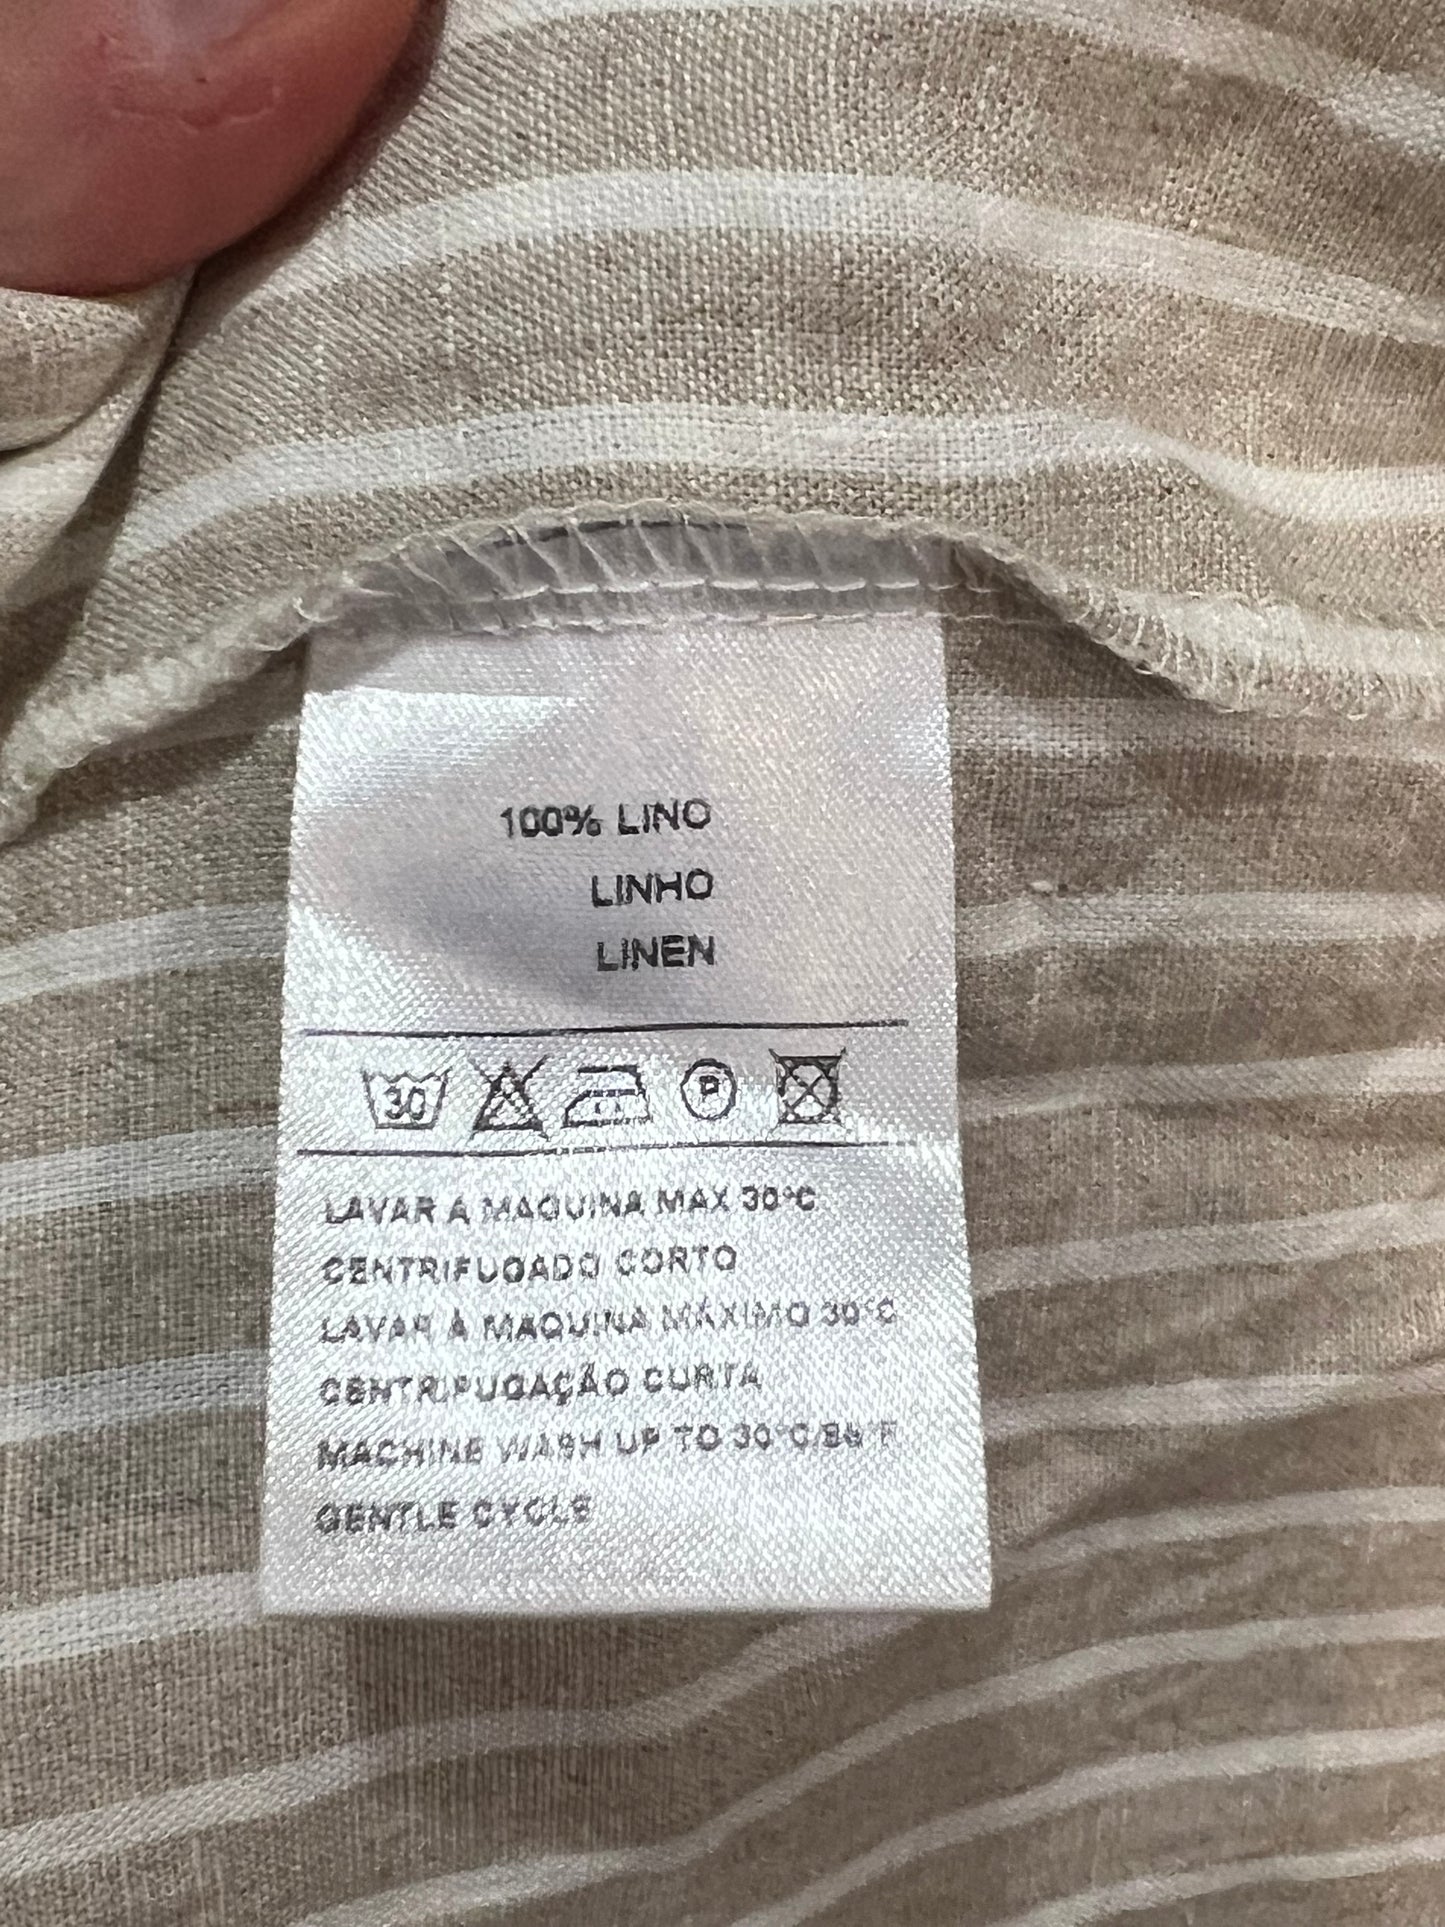 100% LINO
LINHO
LINEN
30
P
LAVAR A MAQUINA MAX 30°C
CENTRIFUGADO CORTO
LAVAR À MAQUINA MÁXIMO 30°C
CENTRIFUGAÇÃO CURTA
MACHINE WASH UP TO 30°C/86°F
GENTLE CYCLE